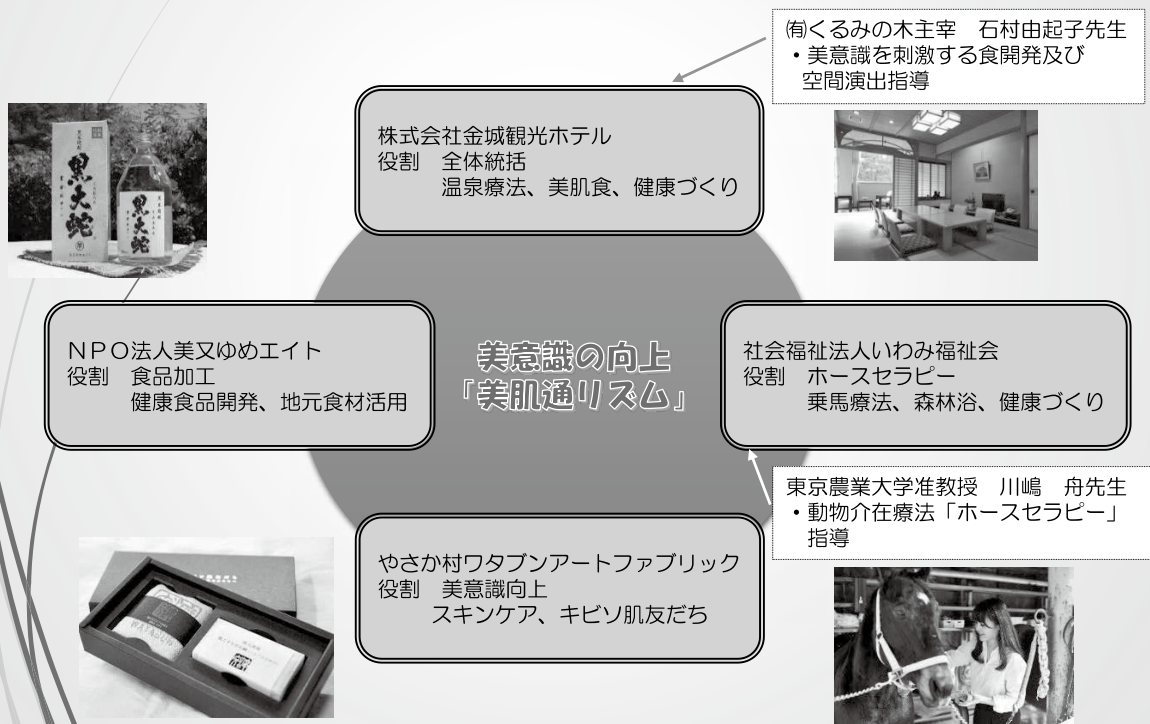 ㈲くるみの木主宰　石村由起子先生
・美意識を刺激する食開発及び
空間演出指導
株式会社金城観光ホテル
役割　全体統括
温泉療法、美肌食、健康づくり
黒大蛇
黒大蛇
ＮＰＯ法人美又ゆめエイト
役割　食品加工
健康食品開発、地元食材活用
美意識の向上
「美肌通リズム」
社会福祉法人いわみ福祉会
役割　ホースセラピー
乗馬療法、森林浴、健康づくり
東京農業大学准教授　川嶋　舟先生
・動物介在療法「ホースセラピー」
指導
やさか村ワタブンアートファブリック
役割　美意識向上
スキンケア、キビソ肌友だち